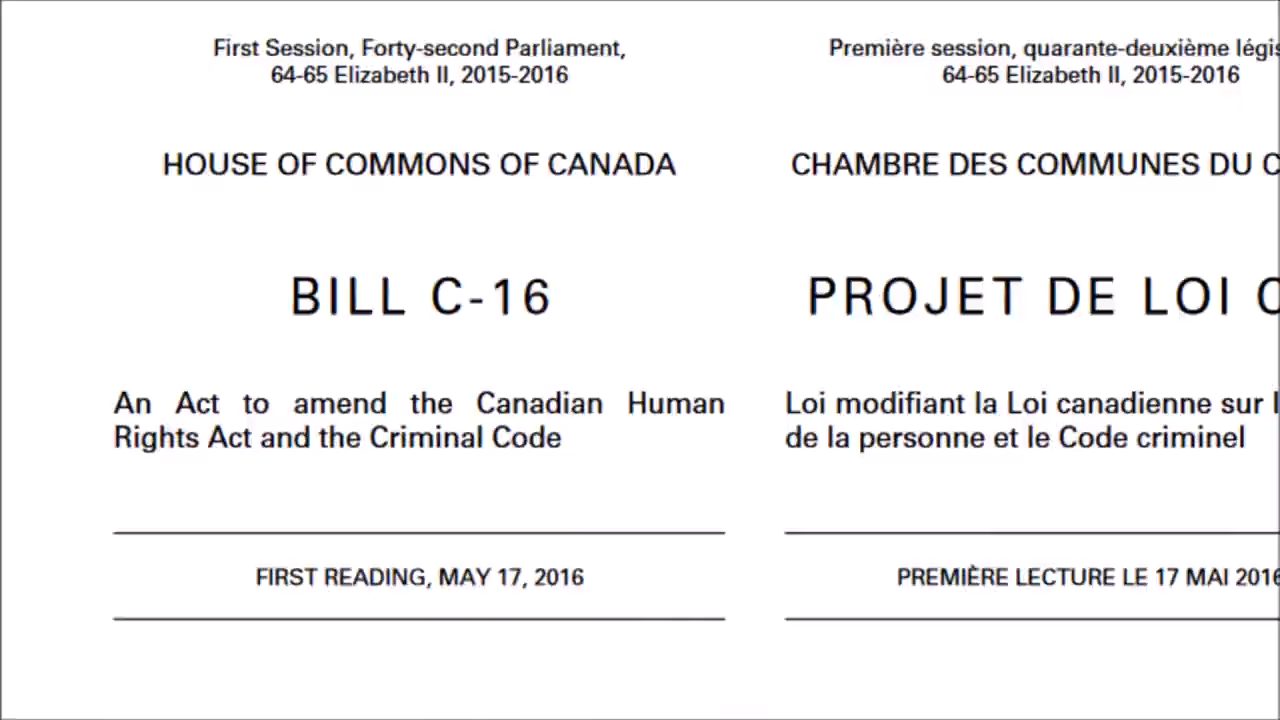 First Session, Forty-second Parliament,
64-65 Elizabeth II, 2015-2016
HOUSE OF COMMONS OF CANADA
BILL C-16
An Act to amend the Canadian Human
Rights Act and the Criminal Code
FIRST READING, MAY 17, 2016
Première session, quarante-deuxième
64-65 Elizabeth II, 2015-2016
CHAMBRE DES COMMUNES DU
PROJET DE LOI
Loi modifiant la Loi canadienne sur
de la personne et le Code criminel
PREMIÈRE LECTURE LE 17 MAI 2016